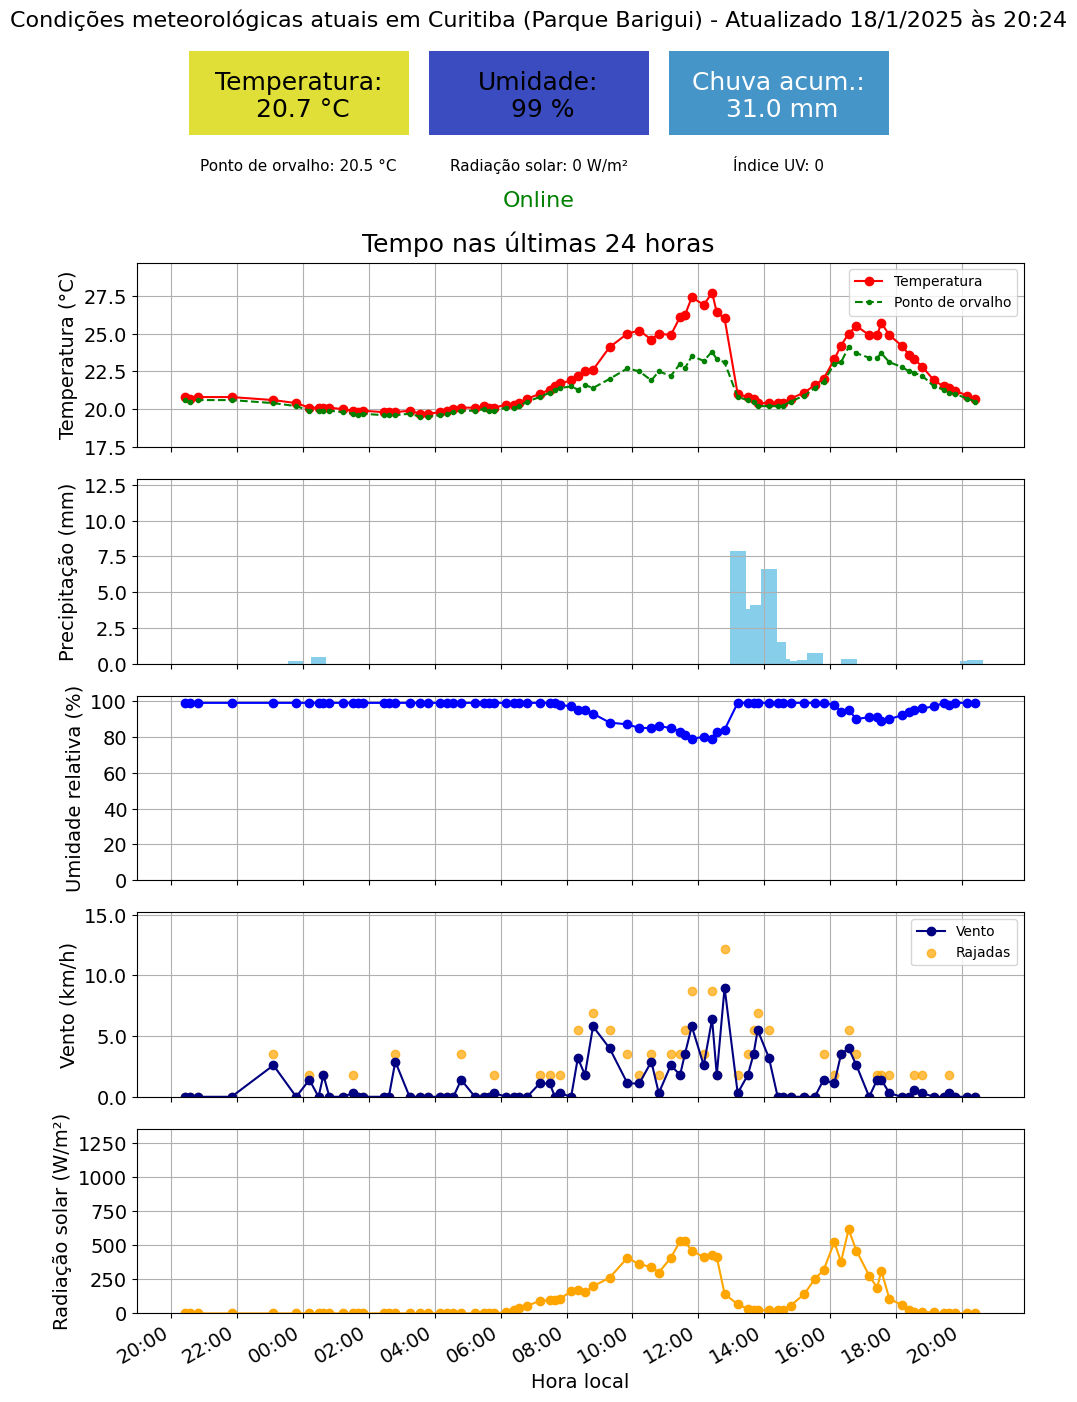 Condições meteorológicas atuais em Curitiba (Parque Barigui) - Atualizado 18/1/2025 às 20:24
Temperatura:
20.7 °C
Umidade:
99 %
Chuva acum.:
31.0 mm
Ponto de orvalho: 20.5 °C
Radiação solar: 0 W/m²
Índice UV: 0
Online
Tempo nas últimas 24 horas
Temperatura (°C)
27.5
25.0
22.5
20.0
17.5
Temperatura
Ponto de orvalho
Precipitação (mm)
12.5
10.0
7.5
5.0
2.5
0.0
Umidade relativa (%)
100
80
60
40
20
0
Vento (km/h)
15.0
10.0
5.0
0.0
Vento
Rajadas
Radiação solar (W/m²)
1250
1000
750
500
250
0
20:00
22:00
00:00
02:00
04:00
06:00
08:00
10:00
12:00
14:00
16:00
18:00
20:00
Hora local